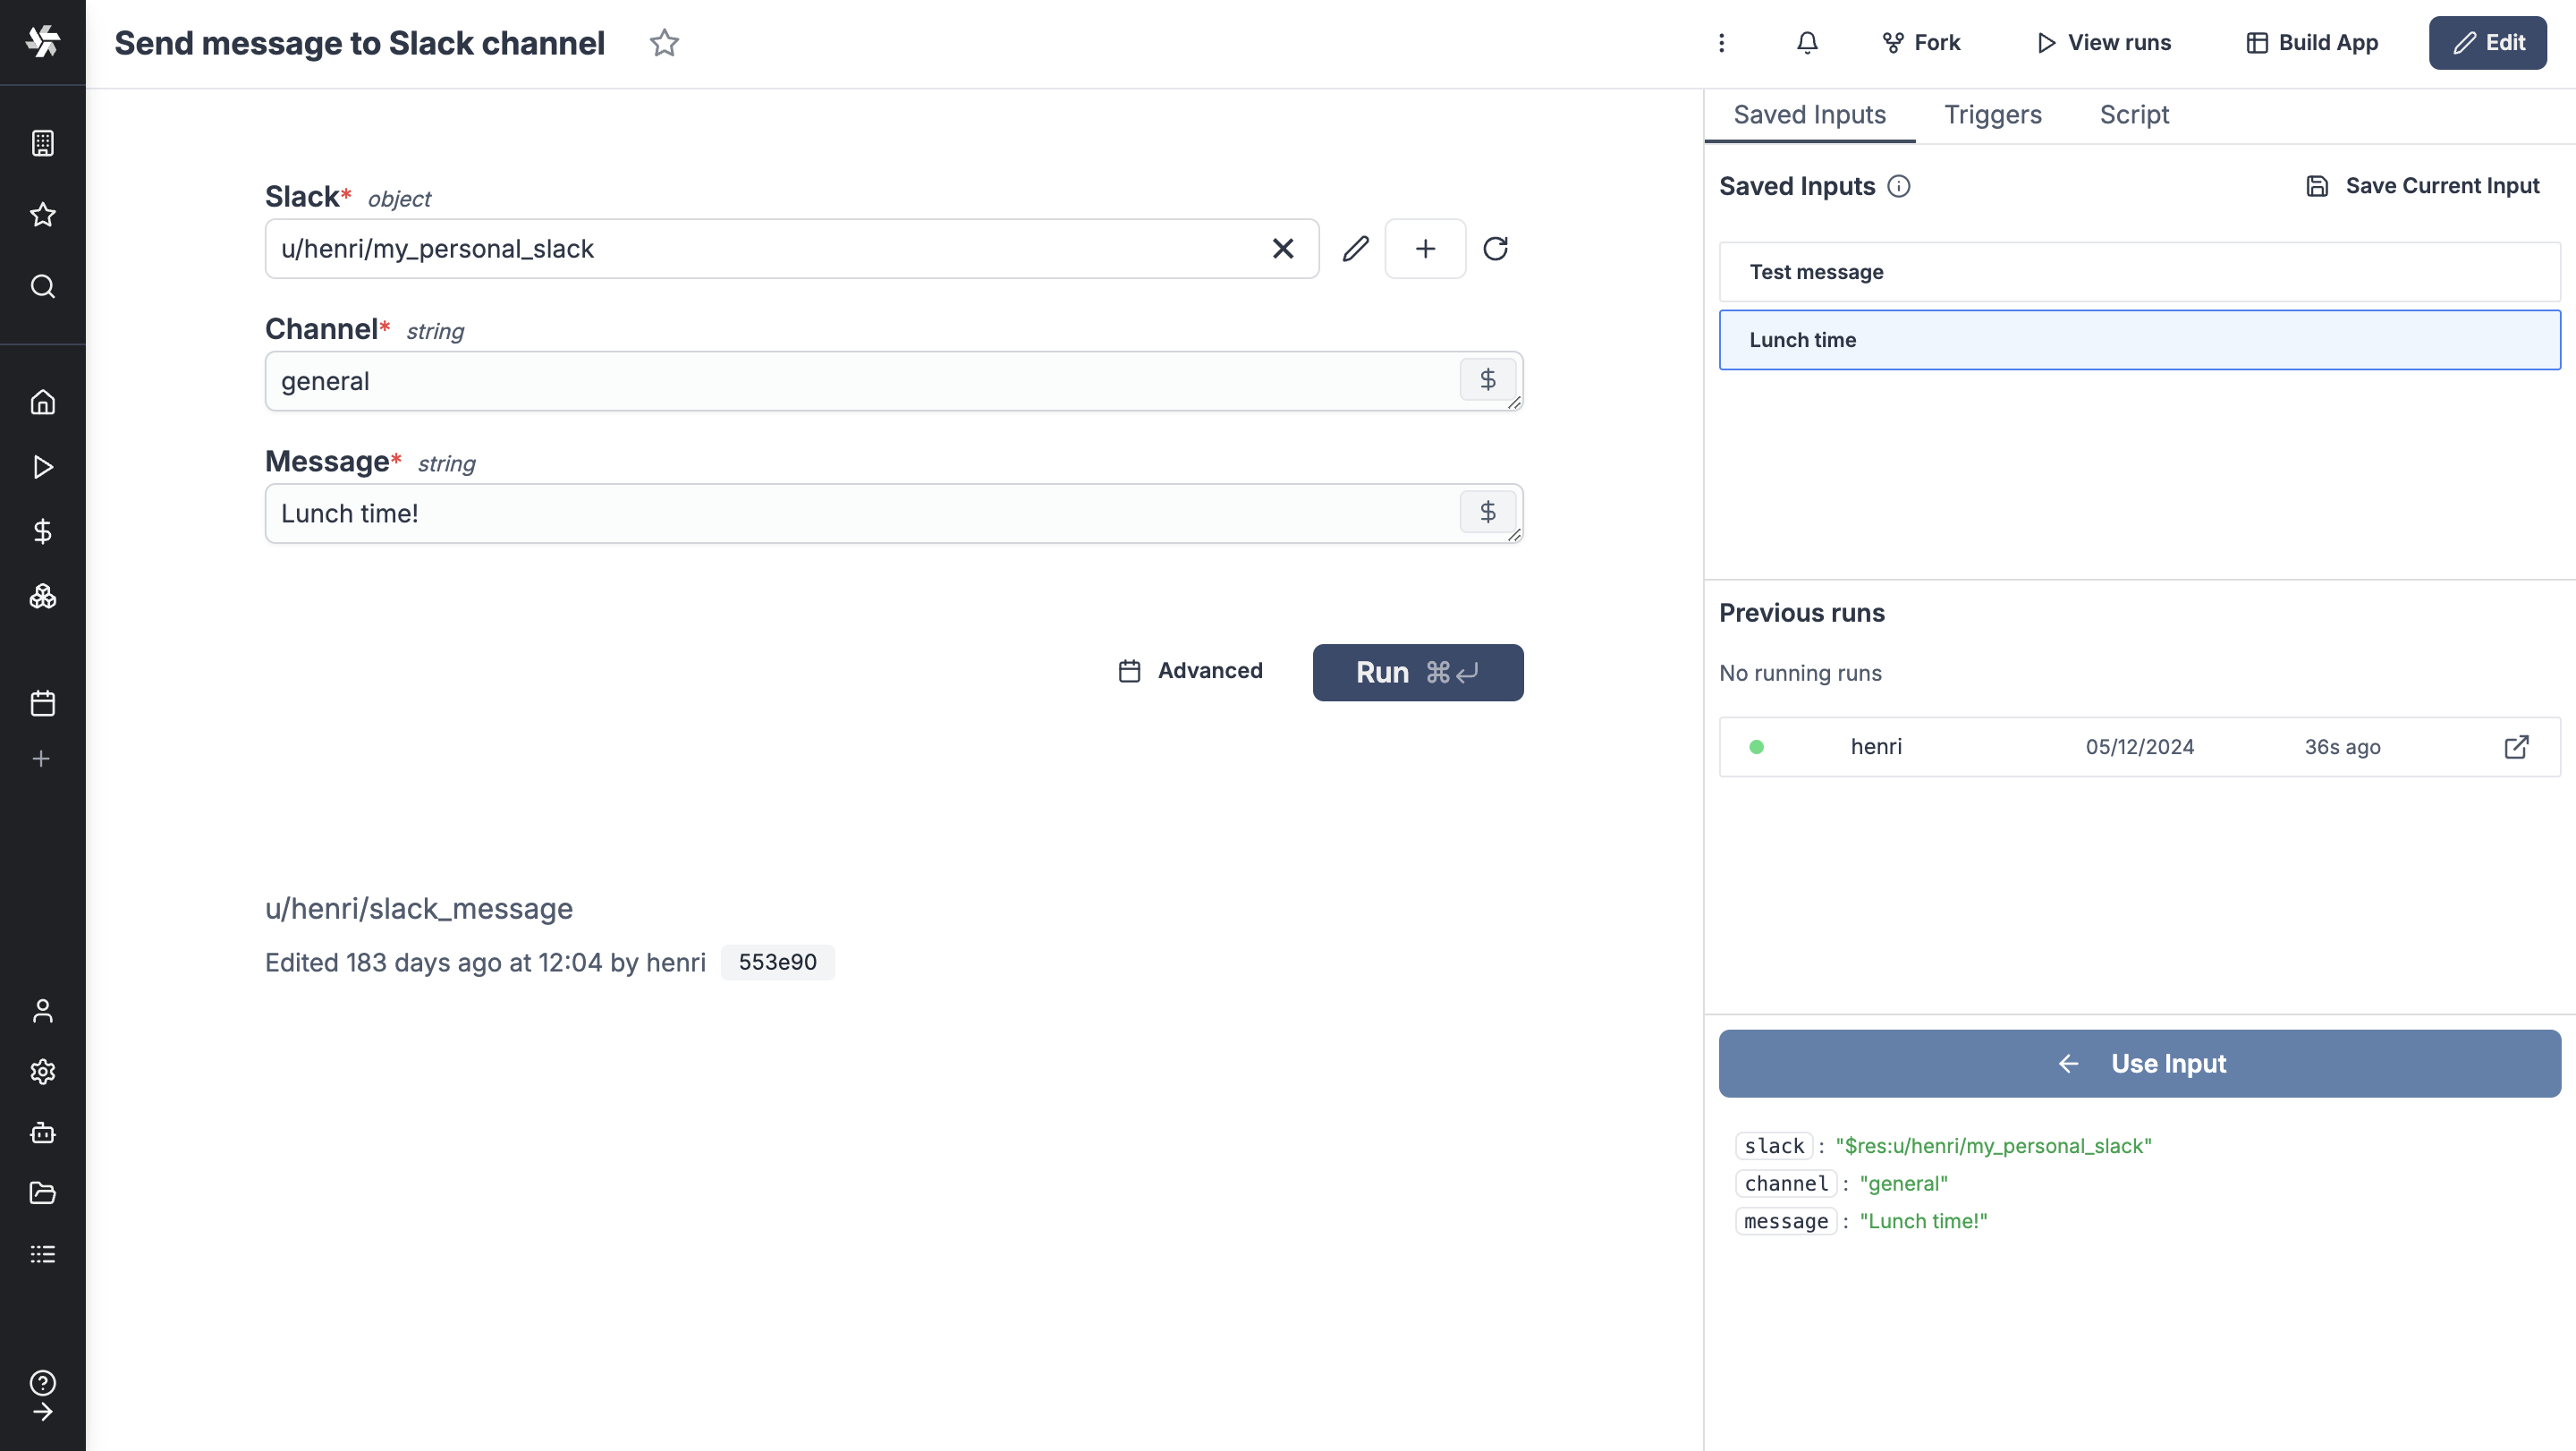 Send message to Slack channel
Fork
View runs
Build App
Edit
Slack* object
u/henri/my_personal_slack
Channel* string
general
$
Message* string
Lunch time!
$
Advanced
Run ⌘↵
u/henri/slack_message
Edited 183 days ago at 12:04 by henri 553e90
Saved Inputs
Triggers
Script
Saved Inputs
Save Current Input
Test message
Lunch time
Previous runs
No running runs
henri 05/12/2024 36s ago
Use Input
slack : "$res:u/henri/my_personal_slack"
channel : "general"
message : "Lunch time!"